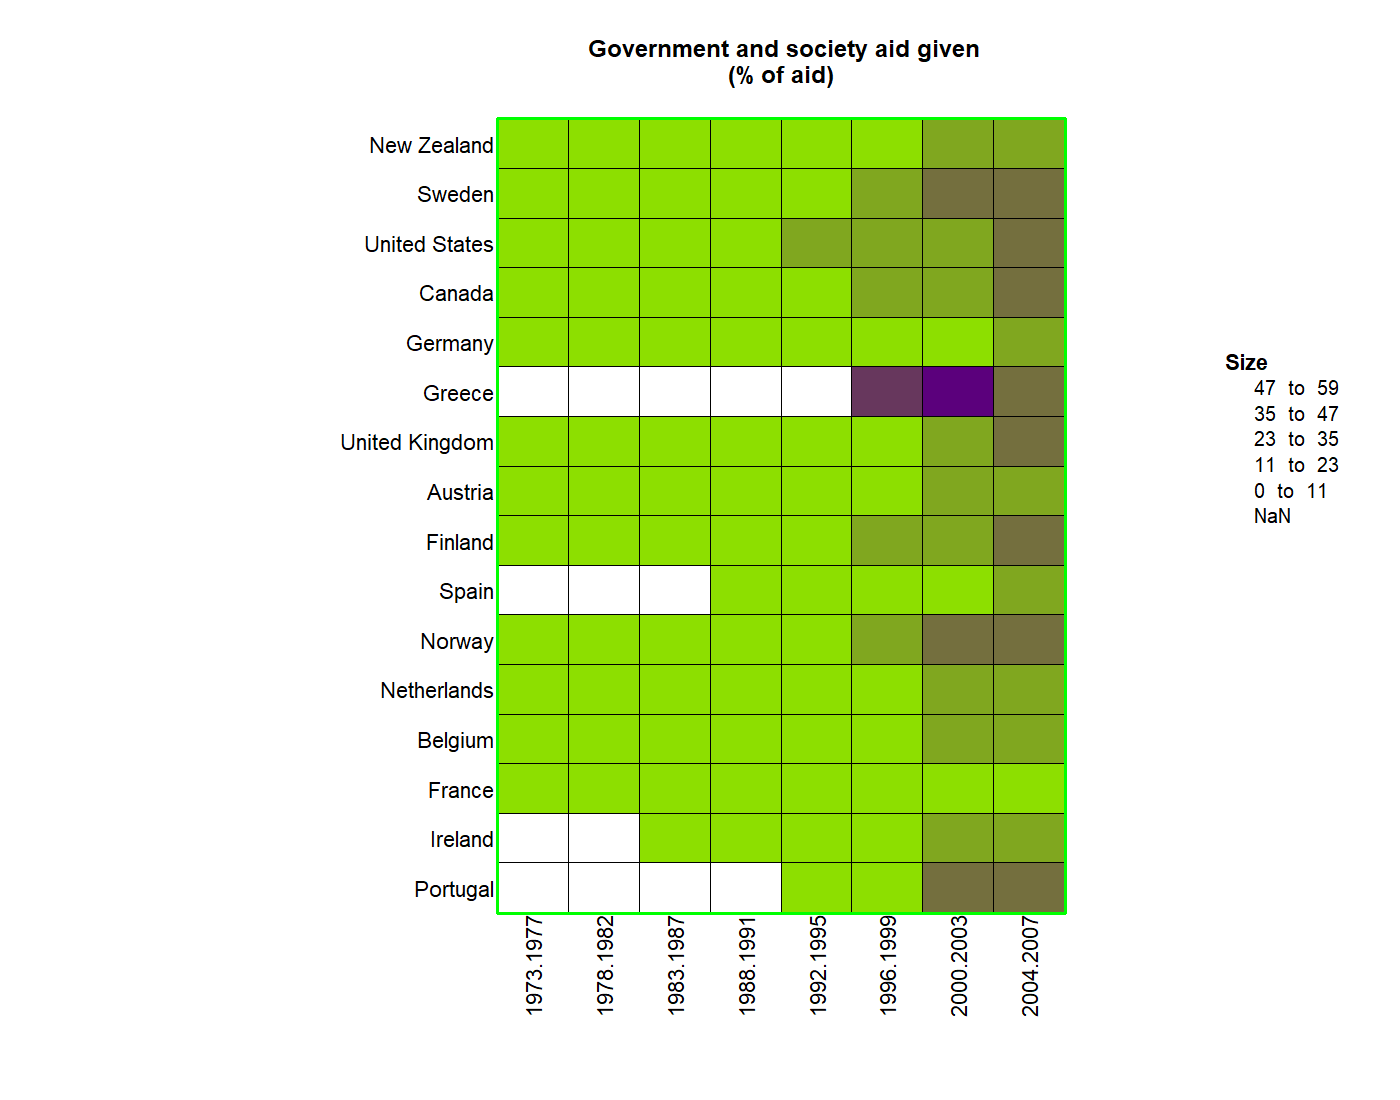 Government and society aid given
(% of aid)
New Zealand
Sweden
United States
Canada
Germany
Greece
United Kingdom
Austria
Finland
Spain
Norway
Netherlands
Belgium
France
Ireland
Portugal
1973.1977
1978.1982
1983.1987
1988.1991
1992.1995
1996.1999
2000.2003
2004.2007
Size
47 to 59
35 to 47
23 to 35
11 to 23
0 to 11
NaN